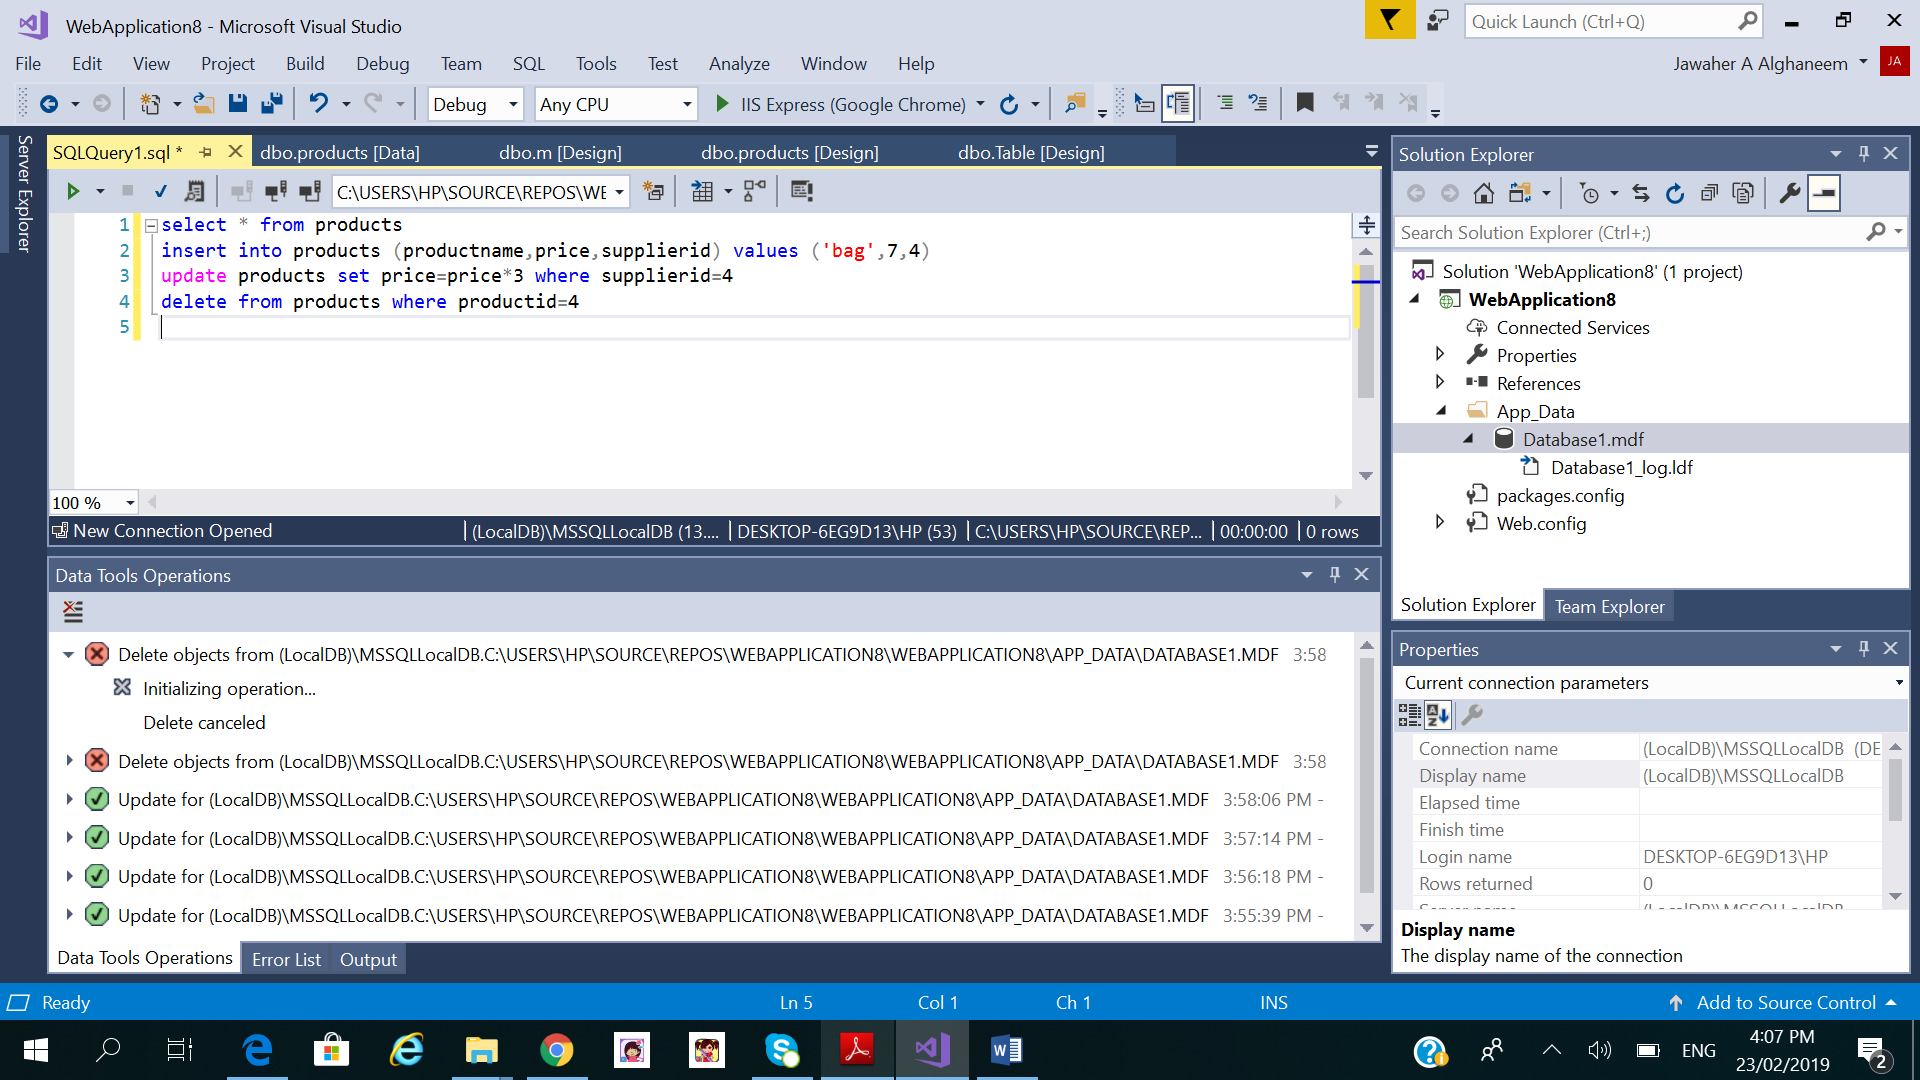 WebApplication8 - Microsoft Visual Studio
Quick Launch (Ctrl+Q)
File Edit View Project Build Debug Team SQL Tools Test Analyze Window Help
Jawaher A Alghaneem JA
Debug Any CPU IIS Express (Google Chrome)
Server Explorer
SQLQuery1.sql * dbo.products [Data] dbo.m [Design] dbo.products [Design] dbo.Table [Design]
C:\USERS\HP\SOURCE\REPOS\WE
1 select * from products
2 insert into products (productname,price,supplierid) values ('bag',7,4)
3 update products set price=price*3 where supplierid=4
4 delete from products where productid=4
5
100 %
New Connection Opened (LocalDB)\MSSQLLocalDB (13.... DESKTOP-6EG9D13\HP (53) C:\USERS\HP\SOURCE\REP... 00:00:00 0 rows
Data Tools Operations
Delete objects from (LocalDB)\MSSQLLocalDB.C:\USERS\HP\SOURCE\REPOS\WEBAPPLICATION8\WEBAPPLICATION8\APP_DATA\DATABASE1.MDF 3:58
Initializing operation...
Delete canceled
Delete objects from (LocalDB)\MSSQLLocalDB.C:\USERS\HP\SOURCE\REPOS\WEBAPPLICATION8\WEBAPPLICATION8\APP_DATA\DATABASE1.MDF 3:58
Update for (LocalDB)\MSSQLLocalDB.C:\USERS\HP\SOURCE\REPOS\WEBAPPLICATION8\WEBAPPLICATION8\APP_DATA\DATABASE1.MDF 3:58:06 PM -
Update for (LocalDB)\MSSQLLocalDB.C:\USERS\HP\SOURCE\REPOS\WEBAPPLICATION8\WEBAPPLICATION8\APP_DATA\DATABASE1.MDF 3:57:14 PM -
Update for (LocalDB)\MSSQLLocalDB.C:\USERS\HP\SOURCE\REPOS\WEBAPPLICATION8\WEBAPPLICATION8\APP_DATA\DATABASE1.MDF 3:56:18 PM -
Update for (LocalDB)\MSSQLLocalDB.C:\USERS\HP\SOURCE\REPOS\WEBAPPLICATION8\WEBAPPLICATION8\APP_DATA\DATABASE1.MDF 3:55:39 PM -
Data Tools Operations Error List Output
Solution Explorer
Search Solution Explorer (Ctrl+;)
Solution 'WebApplication8' (1 project)
WebApplication8
Connected Services
Properties
References
App_Data
Database1.mdf
Database1_log.ldf
packages.config
Web.config
Solution Explorer Team Explorer
Properties
Current connection parameters
Connection name (LocalDB)\MSSQLLocalDB (DE
Display name (LocalDB)\MSSQLLocalDB
Elapsed time
Finish time
Login name DESKTOP-6EG9D13\HP
Rows returned 0
Display name
The display name of the connection
Ready Ln 5 Col 1 Ch 1 INS Add to Source Control
ENG 4:07 PM
23/02/2019
2